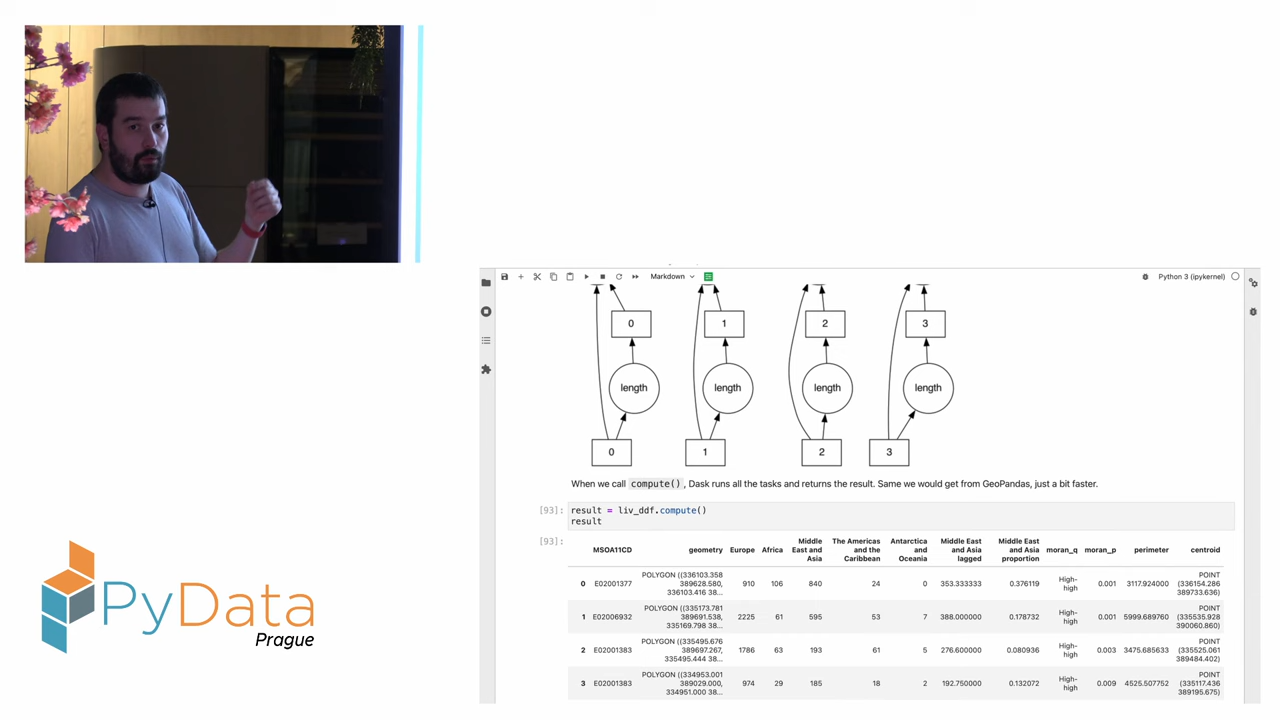 Markdown
Python 3 (ipykernel)
0 1 2 3
length length length length
0 1 2 3
When we call compute(), Dask runs all the tasks and returns the result. Same we would get from GeoPandas, just a bit faster.
[93]: result = liv_ddf.compute()
result
[93]:
MSOA11CD geometry Europe Africa Middle East and Asia The Americas and the Caribbean Antarctica and Oceania Middle East and Asia lagged Middle East and Asia proportion moran_q moran_p perimeter centroid
0 E02001377 POLYGON ((336103.358 389628.580, 336103.416 38... 910 106 840 24 0 353.333333 0.376119 High-high 0.001 3117.924000 POINT (336154.286 389733.636)
1 E02006932 POLYGON ((335173.781 389691.538, 335169.798 38... 2225 61 595 53 7 388.000000 0.178732 High-high 0.001 5999.689760 POINT (335535.928 390060.860)
2 E02001383 POLYGON ((335495.676 389697.267, 335495.444 38... 1786 63 193 61 5 276.600000 0.080936 High-high 0.003 3475.685633 POINT (335525.061 389484.402)
3 E02001383 POLYGON ((334953.001 389029.000, 334951.000 38... 974 29 185 18 2 192.750000 0.132072 High-high 0.009 4525.507752 POINT (335117.436 389195.675)
PyData
Prague